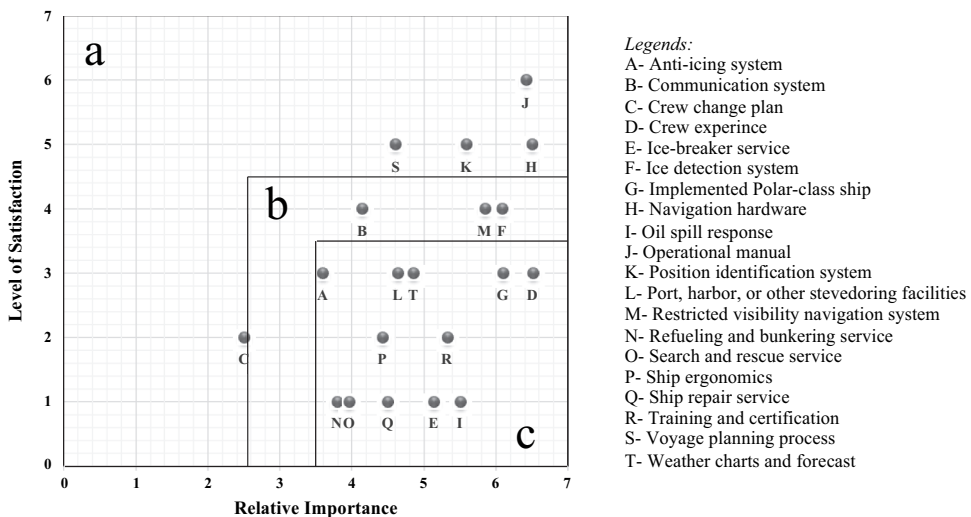 7
a
6
J
5
S K H
b
4
B M F
3
A L T G D
2
C P R
1
N O Q E I
c
0
0 1 2 3 4 5 6 7
Level of Satisfaction
Relative Importance
Legends:
A- Anti-icing system
B- Communication system
C- Crew change plan
D- Crew experince
E- Ice-breaker service
F- Ice detection system
G- Implemented Polar-class ship
H- Navigation hardware
I- Oil spill response
J- Operational manual
K- Position identification system
L- Port, harbor, or other stevedoring facilities
M- Restricted visibility navigation system
N- Refueling and bunkering service
O- Search and rescue service
P- Ship ergonomics
Q- Ship repair service
R- Training and certification
S- Voyage planning process
T- Weather charts and forecast